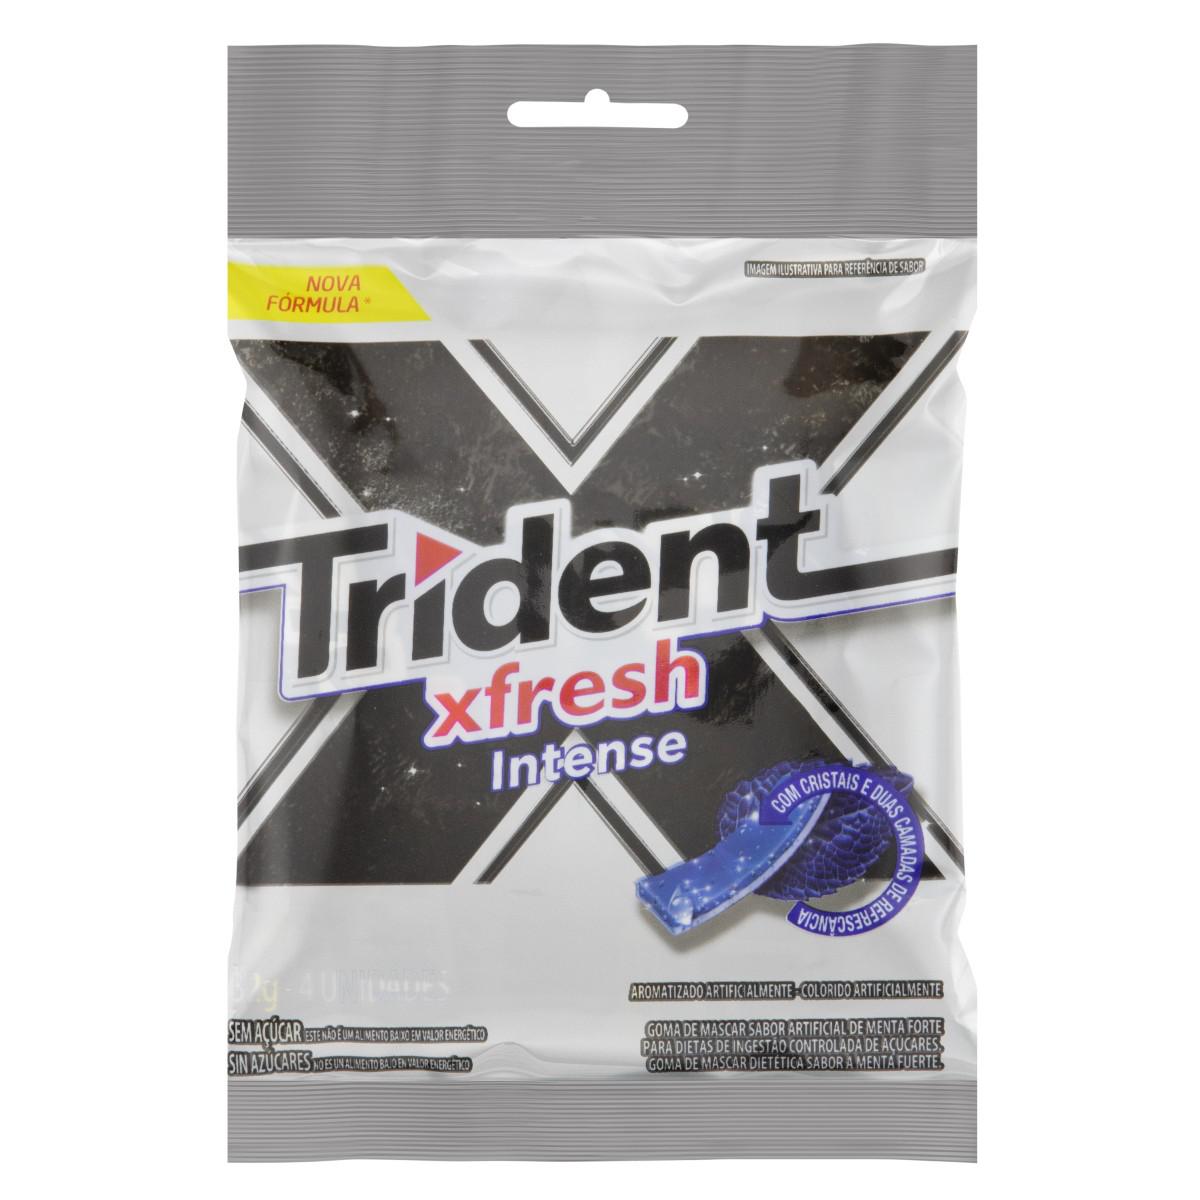 NOVA
FÓRMULA*
IMAGEM ILUSTRATIVA PARA REFERÊNCIA DE SABOR
Trident
xfresh
Intense
COM CRISTAIS E DUAS CAMADAS DE REFRESCÂNCIA
32g - 4 UNIDADES
SEM AÇÚCAR ESTE NÃO É UM ALIMENTO BAIXO EM VALOR ENERGÉTICO
SIN AZÚCARES NO ES UN ALIMENTO BAJO EN VALOR ENERGÉTICO
AROMATIZADO ARTIFICIALMENTE - COLORIDO ARTIFICIALMENTE
GOMA DE MASCAR SABOR ARTIFICIAL DE MENTA FORTE
PARA DIETAS DE INGESTÃO CONTROLADA DE AÇÚCARES.
GOMA DE MASCAR DIETÉTICA SABOR A MENTA FUERTE.